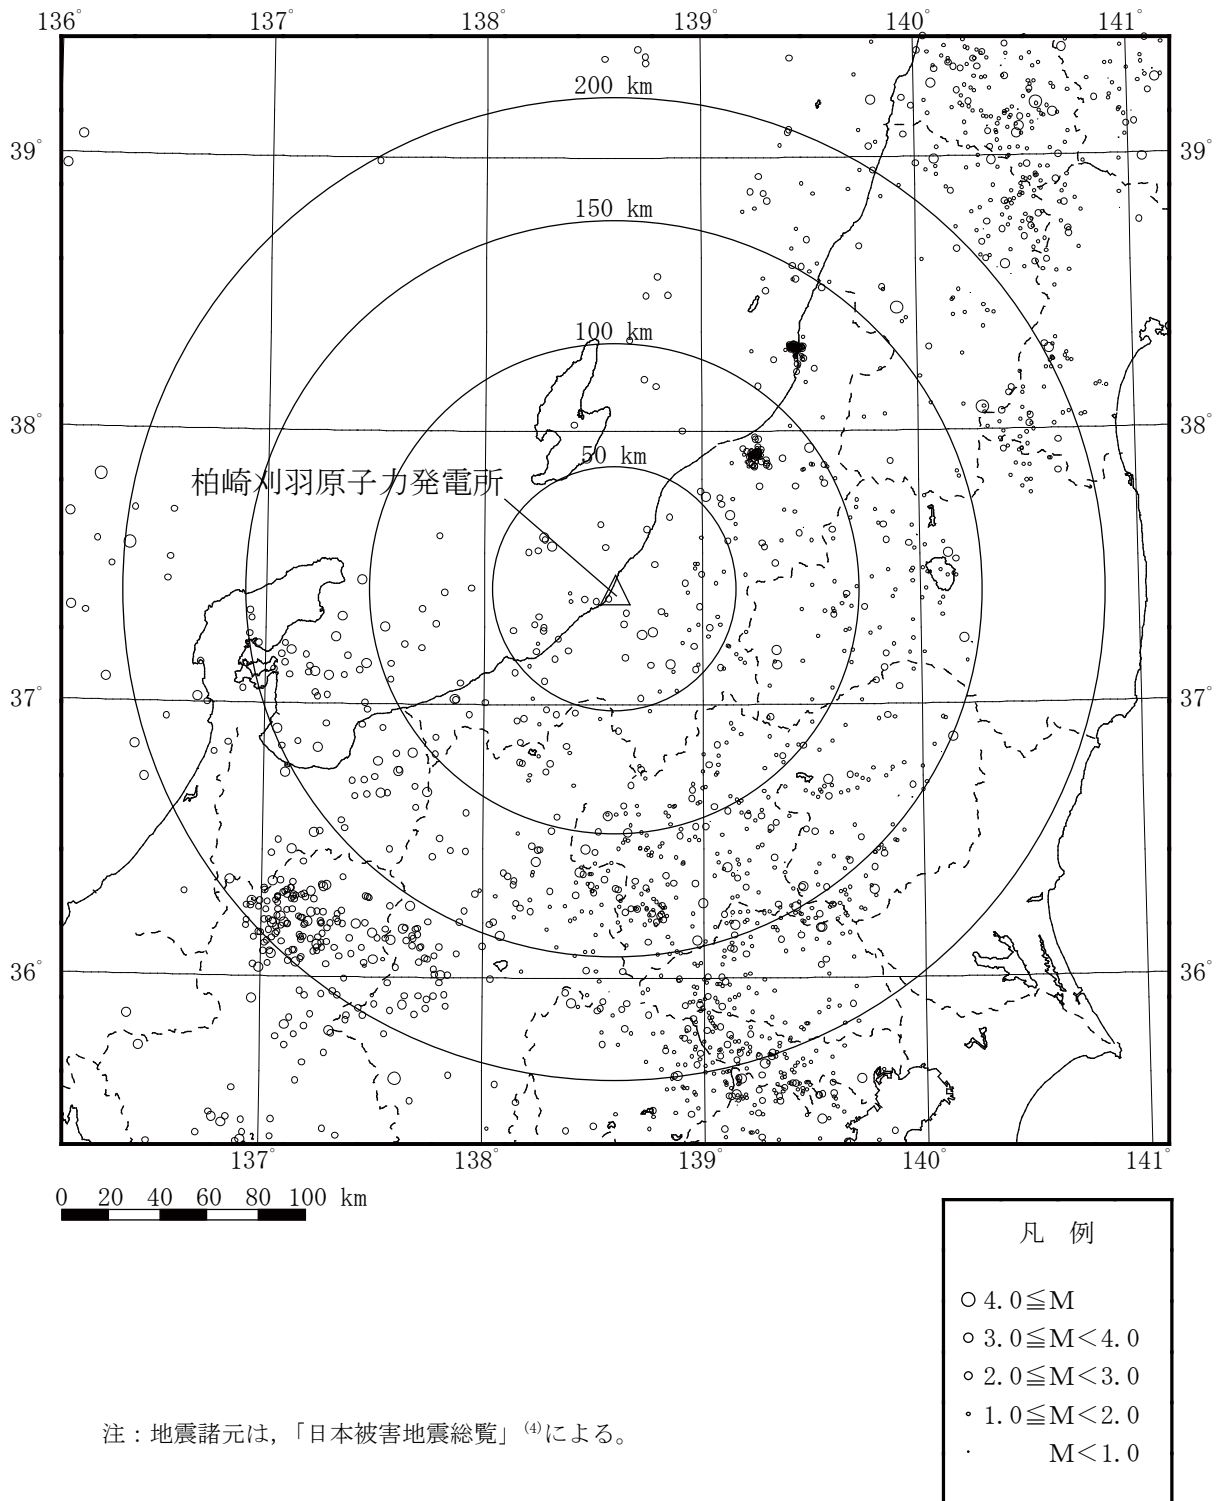 136° 137° 138° 139° 140° 141°
200 km
39° 39°
150 km
100 km
38° 38°
50 km
柏崎刈羽原子力発電所
37° 37°
36° 36°
137° 138° 139° 140° 141°
0 20 40 60 80 100 km
凡 例
4.0≦M
3.0≦M<4.0
2.0≦M<3.0
1.0≦M<2.0
M<1.0
注：地震諸元は，「日本被害地震総覧」(4)による。